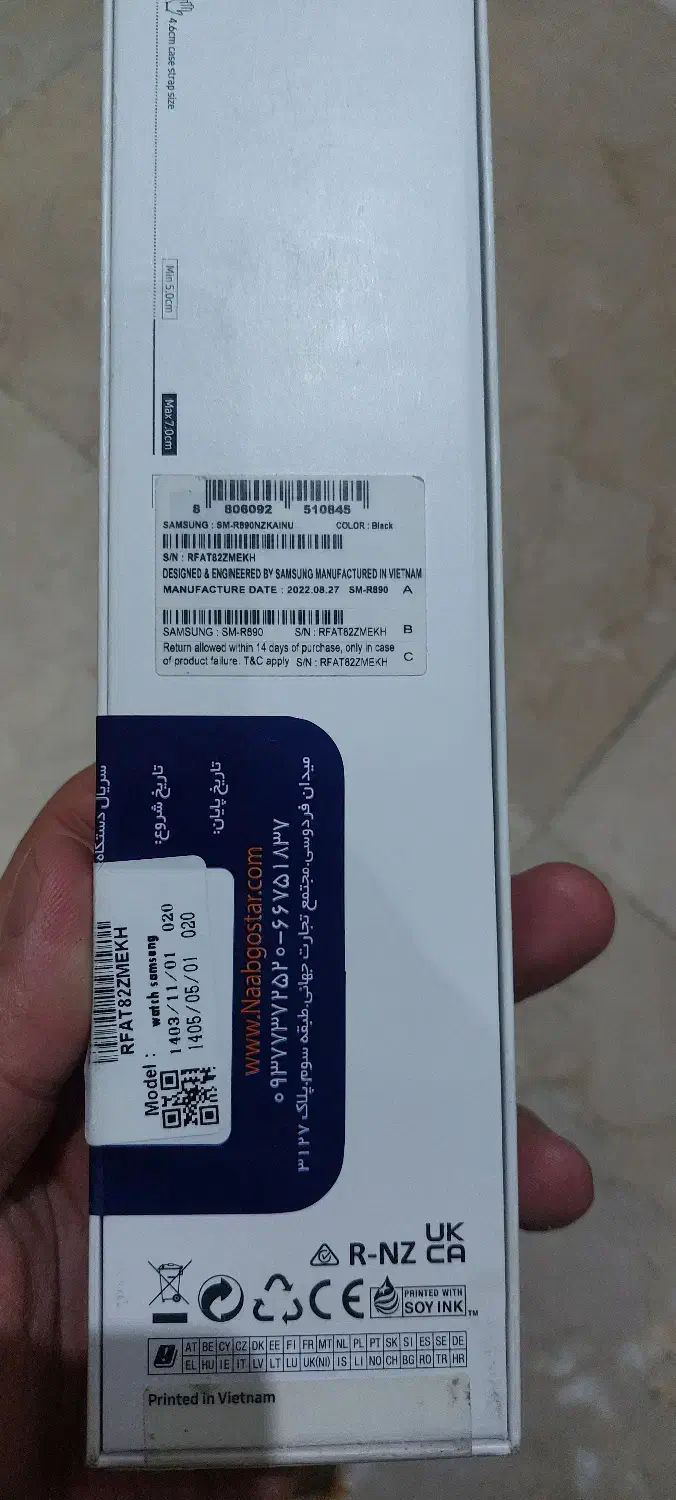 4.6cm case strap size
Min 5.0cm
Max7.0cm
8 806092 510845
SAMSUNG : SM-R890NZKAINU COLOR : Black
S/N : RFAT82ZMEKH
DESIGNED & ENGINEERED BY SAMSUNG MANUFACTURED IN VIETNAM
MANUFACTURE DATE : 2022.08.27 SM-R890 A
SAMSUNG : SM-R890 S/N : RFAT82ZMEKH B
Return allowed within 14 days of purchase, only in case
of product failure. T&C apply S/N : RFAT82ZMEKH C
سریال دستگاه
تاریخ شروع:
تاریخ پایان:
www.Naabgostar.com
۰۹۳۷۷۳۷۲۵۲۰-۶۶۷۵۱۸۳۷
میدان فردوسی،مجتمع تجارت جهانی،طبقه سوم،پلاک ۳۱۲۷
RFAT82ZMEKH
Model : watch samsung
1403/11/01 020
1405/05/01 020
R-NZ UK CA
CE
PRINTED WITH
SOY INK TM
AT BE CY CZ DK EE FI FR MT NL PL PT SK SI ES SE DE
EL HU IE IT LV LT LU UK(NI) IS LI NO CH BG RO TR HR
Printed in Vietnam